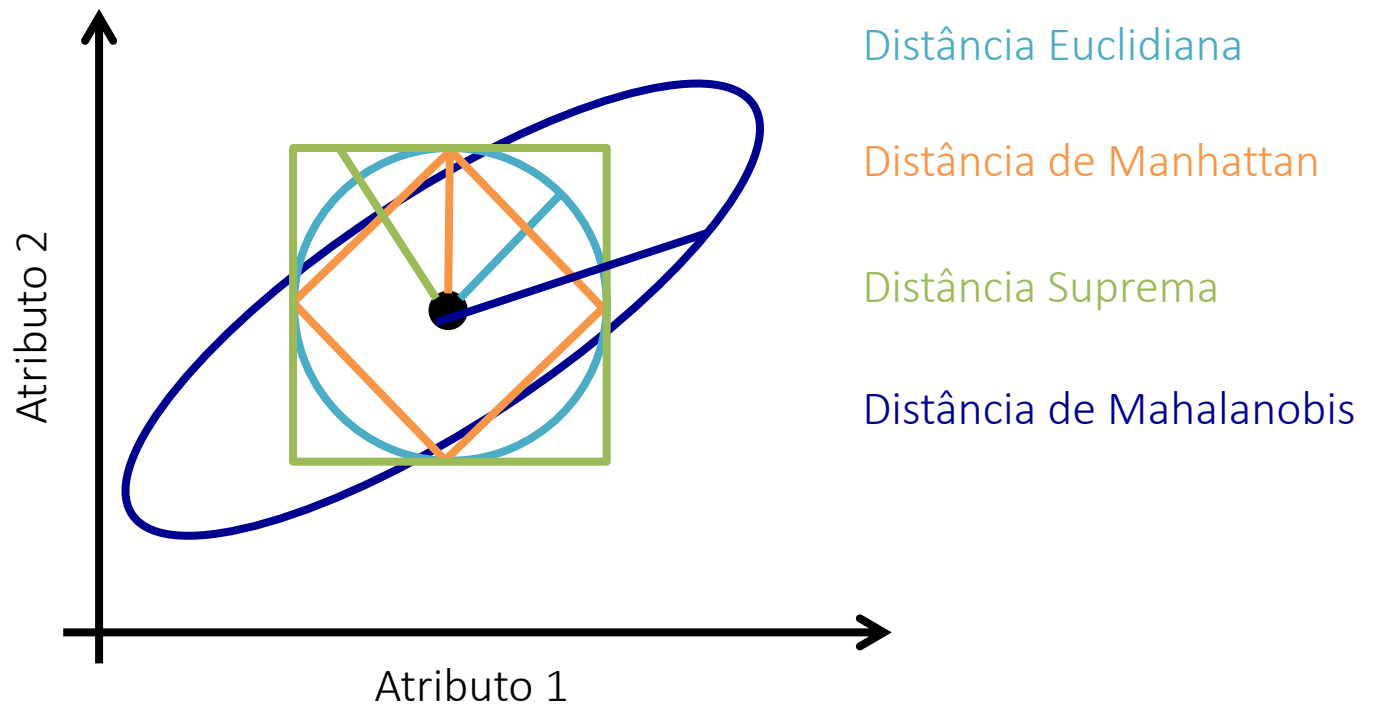 Distância Euclidiana
Distância de Manhattan
Distância Suprema
Distância de Mahalanobis
Atributo 2
Atributo 1